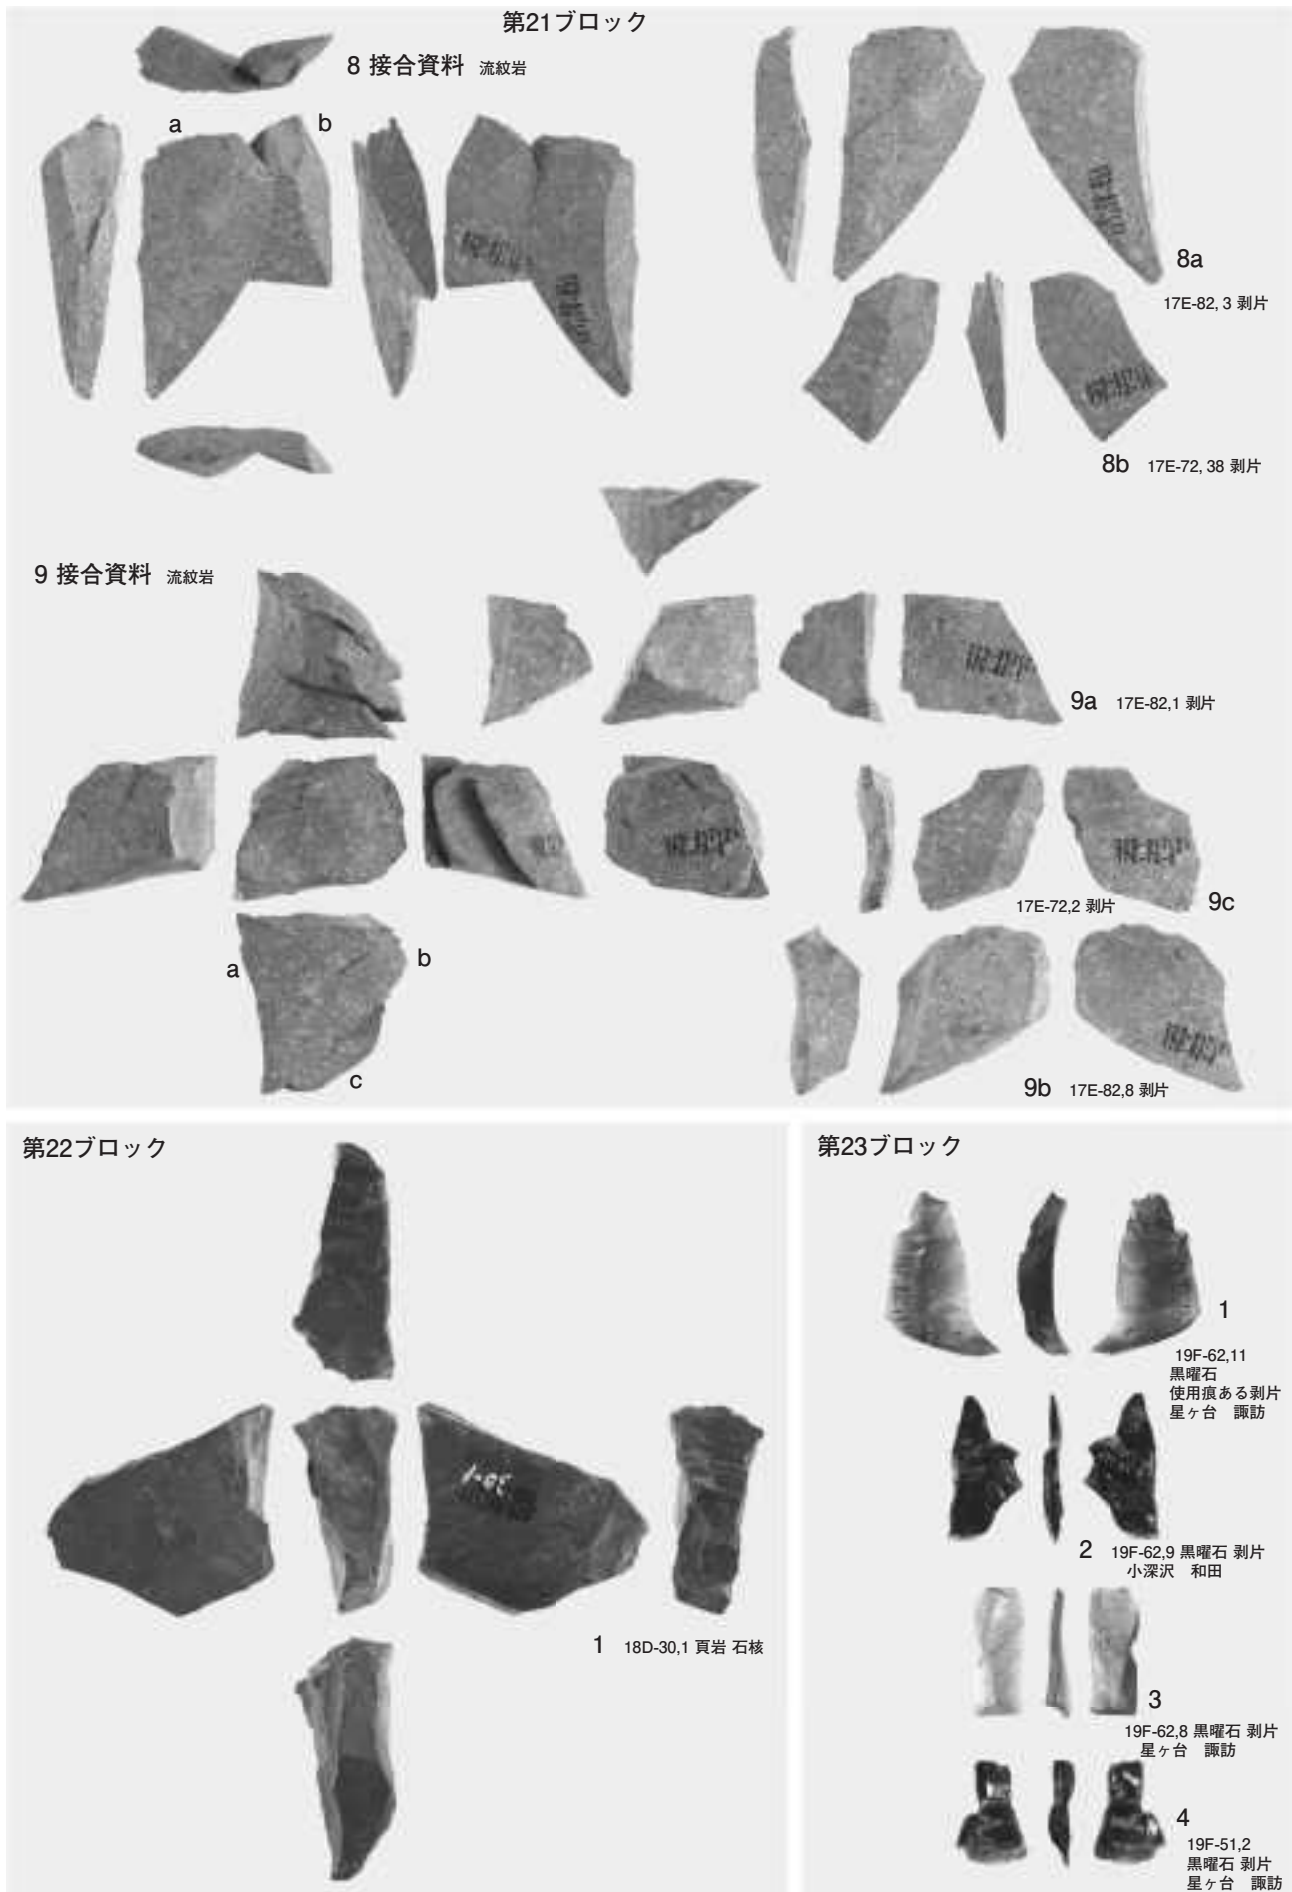 第21ブロック
8 接合資料 流紋岩
a
b
8a
17E-82, 3 剥片
8b 17E-72, 38 剥片
9 接合資料 流紋岩
9a 17E-82,1 剥片
17E-72,2 剥片 9c
a
b
c
9b 17E-82,8 剥片
第22ブロック
1 18D-30,1 頁岩 石核
第23ブロック
1
19F-62,11
黒曜石
使用痕ある剥片
星ヶ台 諏訪
2 19F-62,9 黒曜石 剥片
小深沢 和田
3
19F-62,8 黒曜石 剥片
星ヶ台 諏訪
4
19F-51,2
黒曜石 剥片
星ヶ台 諏訪